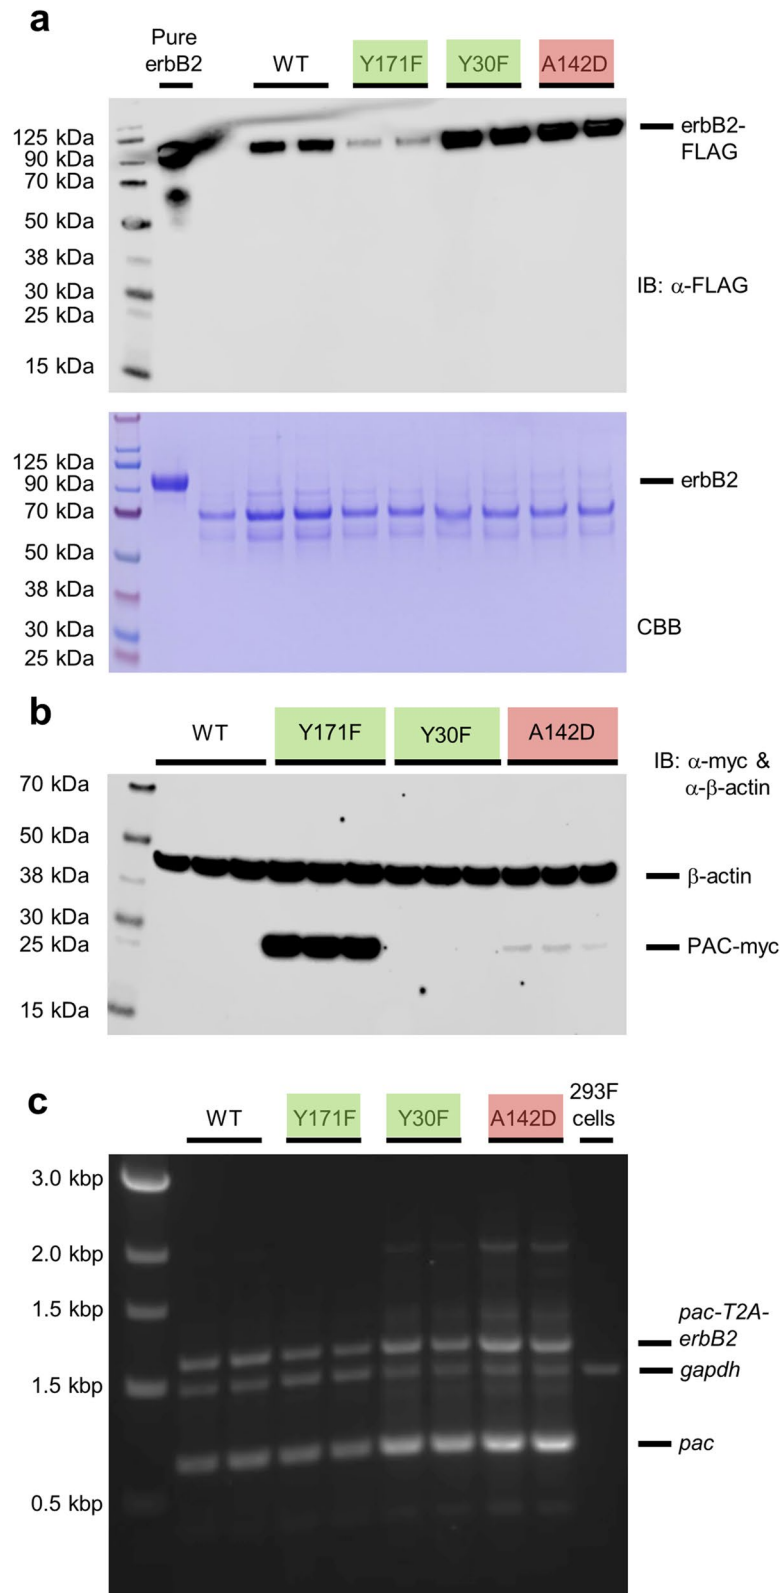 a
Pure
erbB2
WT
Y171F
Y30F
A142D
125 kDa
90 kDa
70 kDa
50 kDa
38 kDa
30 kDa
25 kDa
15 kDa
erbB2-
FLAG
IB: α-FLAG
125 kDa
90 kDa
70 kDa
50 kDa
38 kDa
30 kDa
25 kDa
erbB2
CBB
b
WT
Y171F
Y30F
A142D
IB: α-myc &
α-β-actin
70 kDa
50 kDa
38 kDa
30 kDa
25 kDa
15 kDa
β-actin
PAC-myc
c
WT
Y171F
Y30F
A142D
293F
cells
3.0 kbp
2.0 kbp
1.5 kbp
1.5 kbp
0.5 kbp
pac-T2A-
erbB2
gapdh
pac